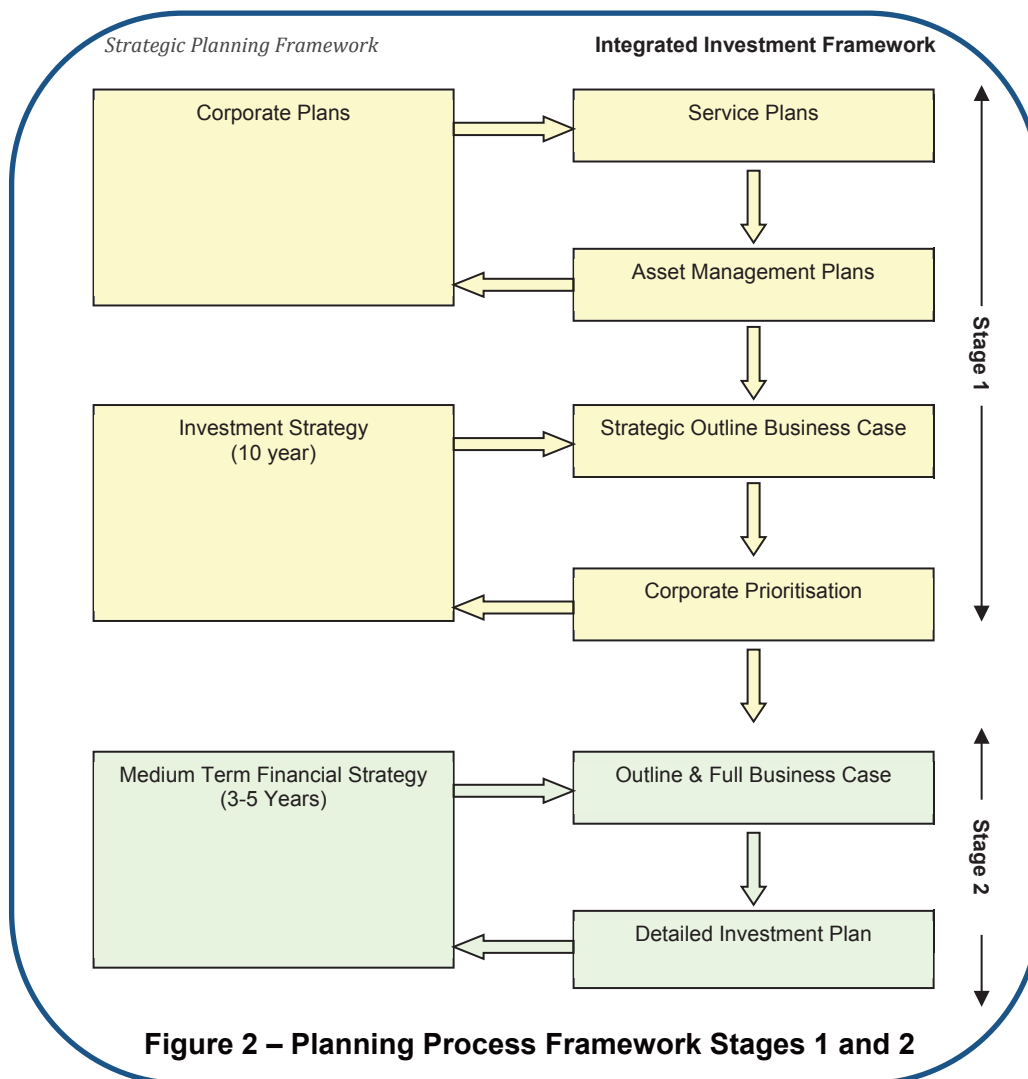 Strategic Planning Framework
Integrated Investment Framework
Corporate Plans
Service Plans
Asset Management Plans
Stage 1
Investment Strategy
(10 year)
Strategic Outline Business Case
Corporate Prioritisation
Medium Term Financial Strategy
(3-5 Years)
Outline & Full Business Case
Stage 2
Detailed Investment Plan
Figure 2 – Planning Process Framework Stages 1 and 2